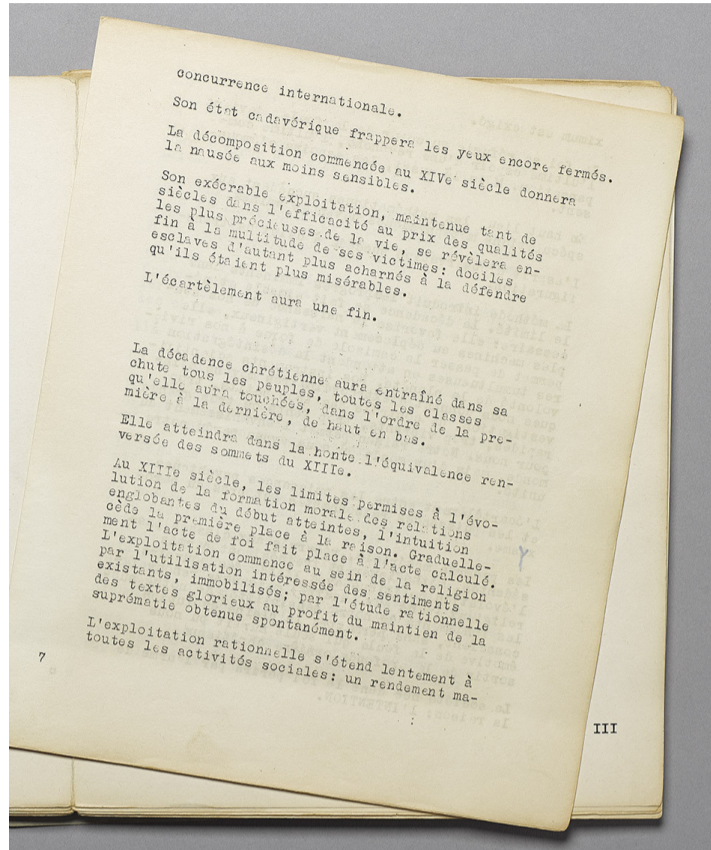 concurrence internationale.
Son état cadavérique frappera les yeux encore fermés.
La décomposition commencée au XIVe siècle donnera
la nausée aux moins sensibles.
Son exécrable exploitation, maintenue tant de
siècles dans l'efficacité au prix des qualités
les plus précieuses de la vie, se révèlera en-
fin à la multitude de ses victimes: dociles
esclaves d'autant plus acharnés à la défendre
qu'ils étaient plus misérables.
L'écartèlement aura une fin.
La décadence chrétienne aura entraîné dans sa
chute tous les peuples, toutes les classes
qu'elle aura touchées, dans l'ordre de la pre-
mière à la dernière, de haut en bas.
Elle atteindra dans la honte l'équivalence ren-
versée des sommets du XIIIe.
Au XIIIe siècle, les limites permises à l'évo-
lution de la formation morale des relations
englobantes du début atteintes, l'intuition
cède la première place à la raison. Graduelle-
ment l'acte de foi fait place à l'acte calculé.
L'exploitation commence au sein de la religion
par l'utilisation intéressée des sentiments
existants, immobilisés; par l'étude rationnelle
des textes glorieux au profit du maintien de la
suprématie obtenue spontanément.
L'exploitation rationnelle s'étend lentement à
toutes les activités sociales: un rendement ma-
7
III